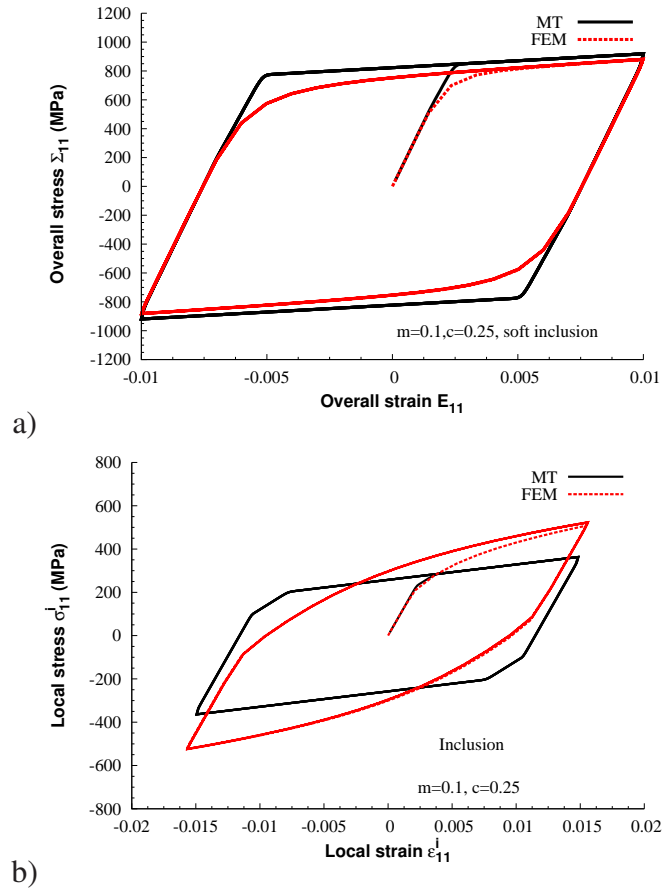 MT
FEM
1000
800
600
400
200
0
-200
-400
-600
-800
-1000
-1200
Overall stress Σ11 (MPa)
m=0.1,c=0.25, soft inclusion
-0.01
-0.005
0
0.005
0.01
Overall strain E11
a)
MT
FEM
800
600
400
200
0
-200
-400
-600
-800
Local stress σ^i_11 (MPa)
Inclusion
m=0.1, c=0.25
-0.02
-0.015
-0.01
-0.005
0
0.005
0.01
0.015
0.02
Local strain ε^i_11
b)